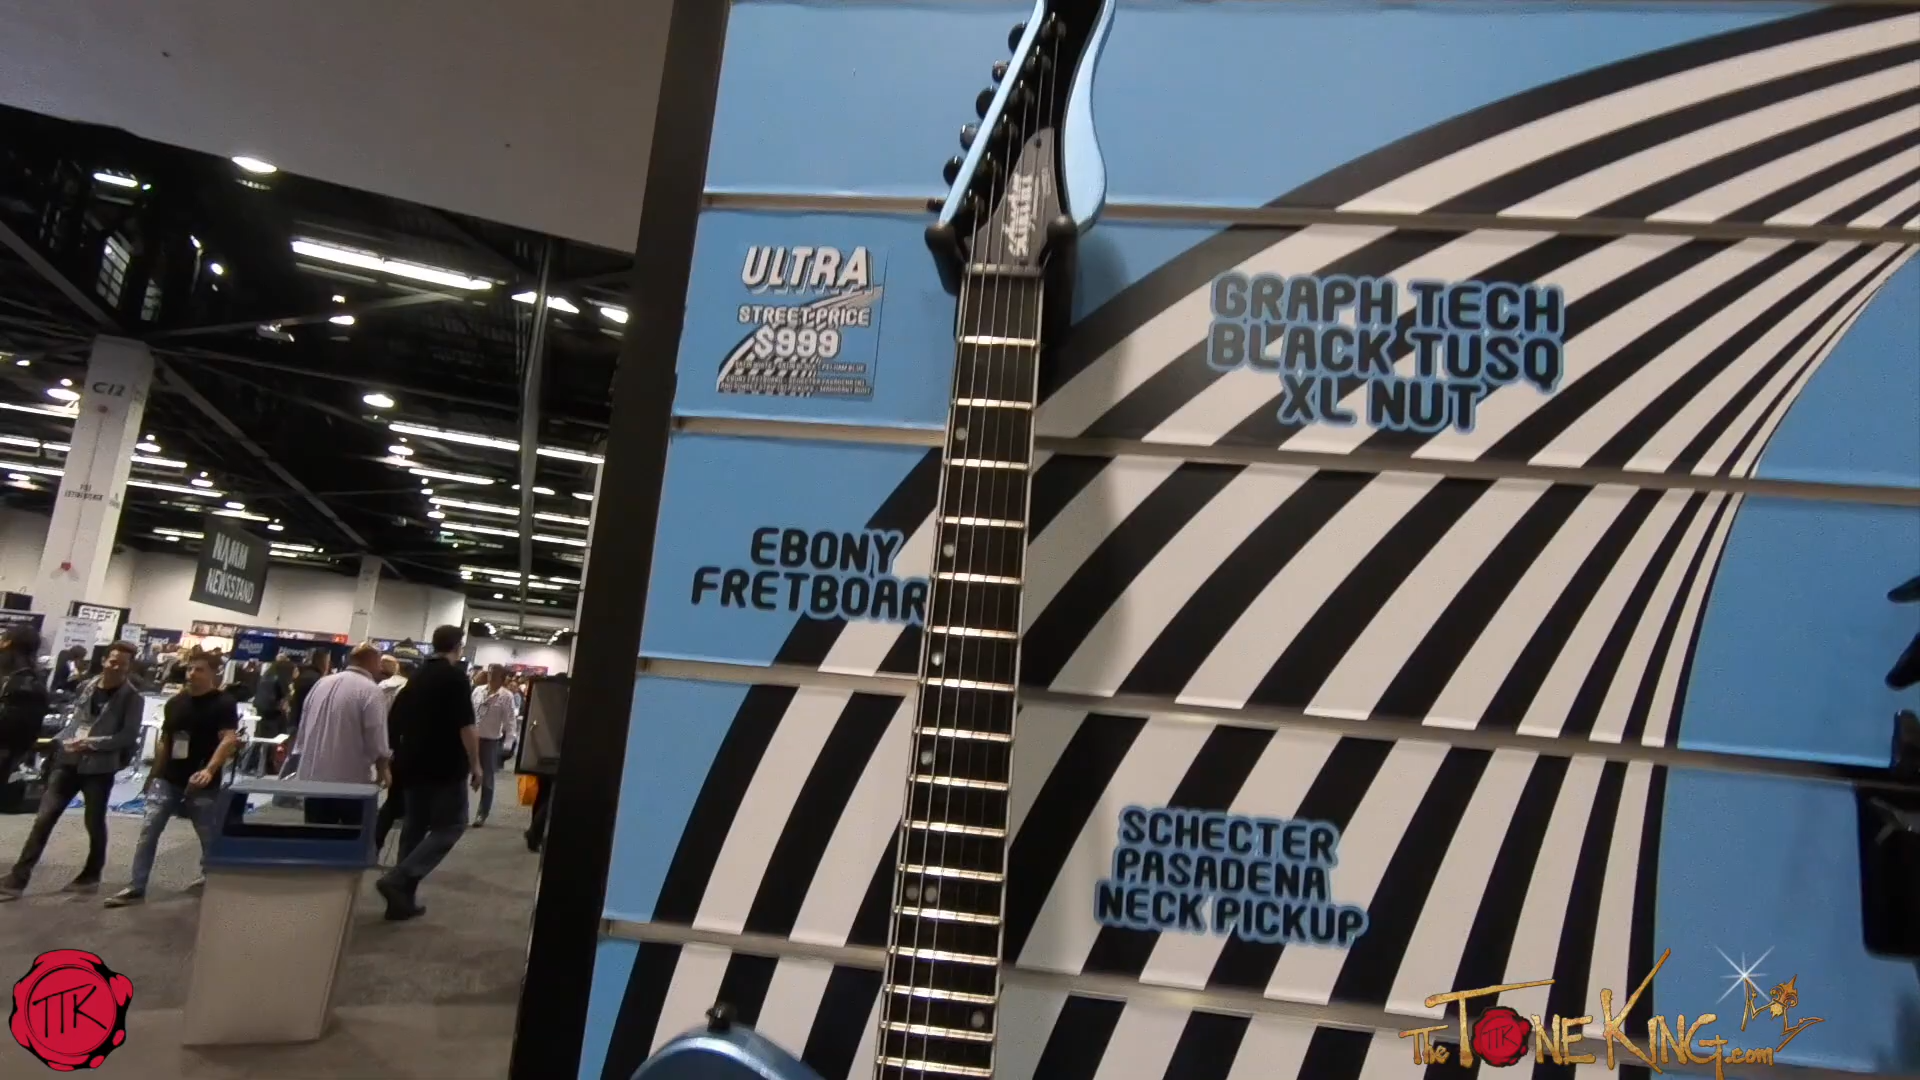 ULTRA
STREET PRICE
$999
Schecter
GRAPH TECH
BLACK TUSQ
XL NUT
EBONY
FRETBOAR
SCHECTER
PASADENA
NECK PICKUP
C12
NAMM
NEWSSTAND
TTK
THE TONE KING.com